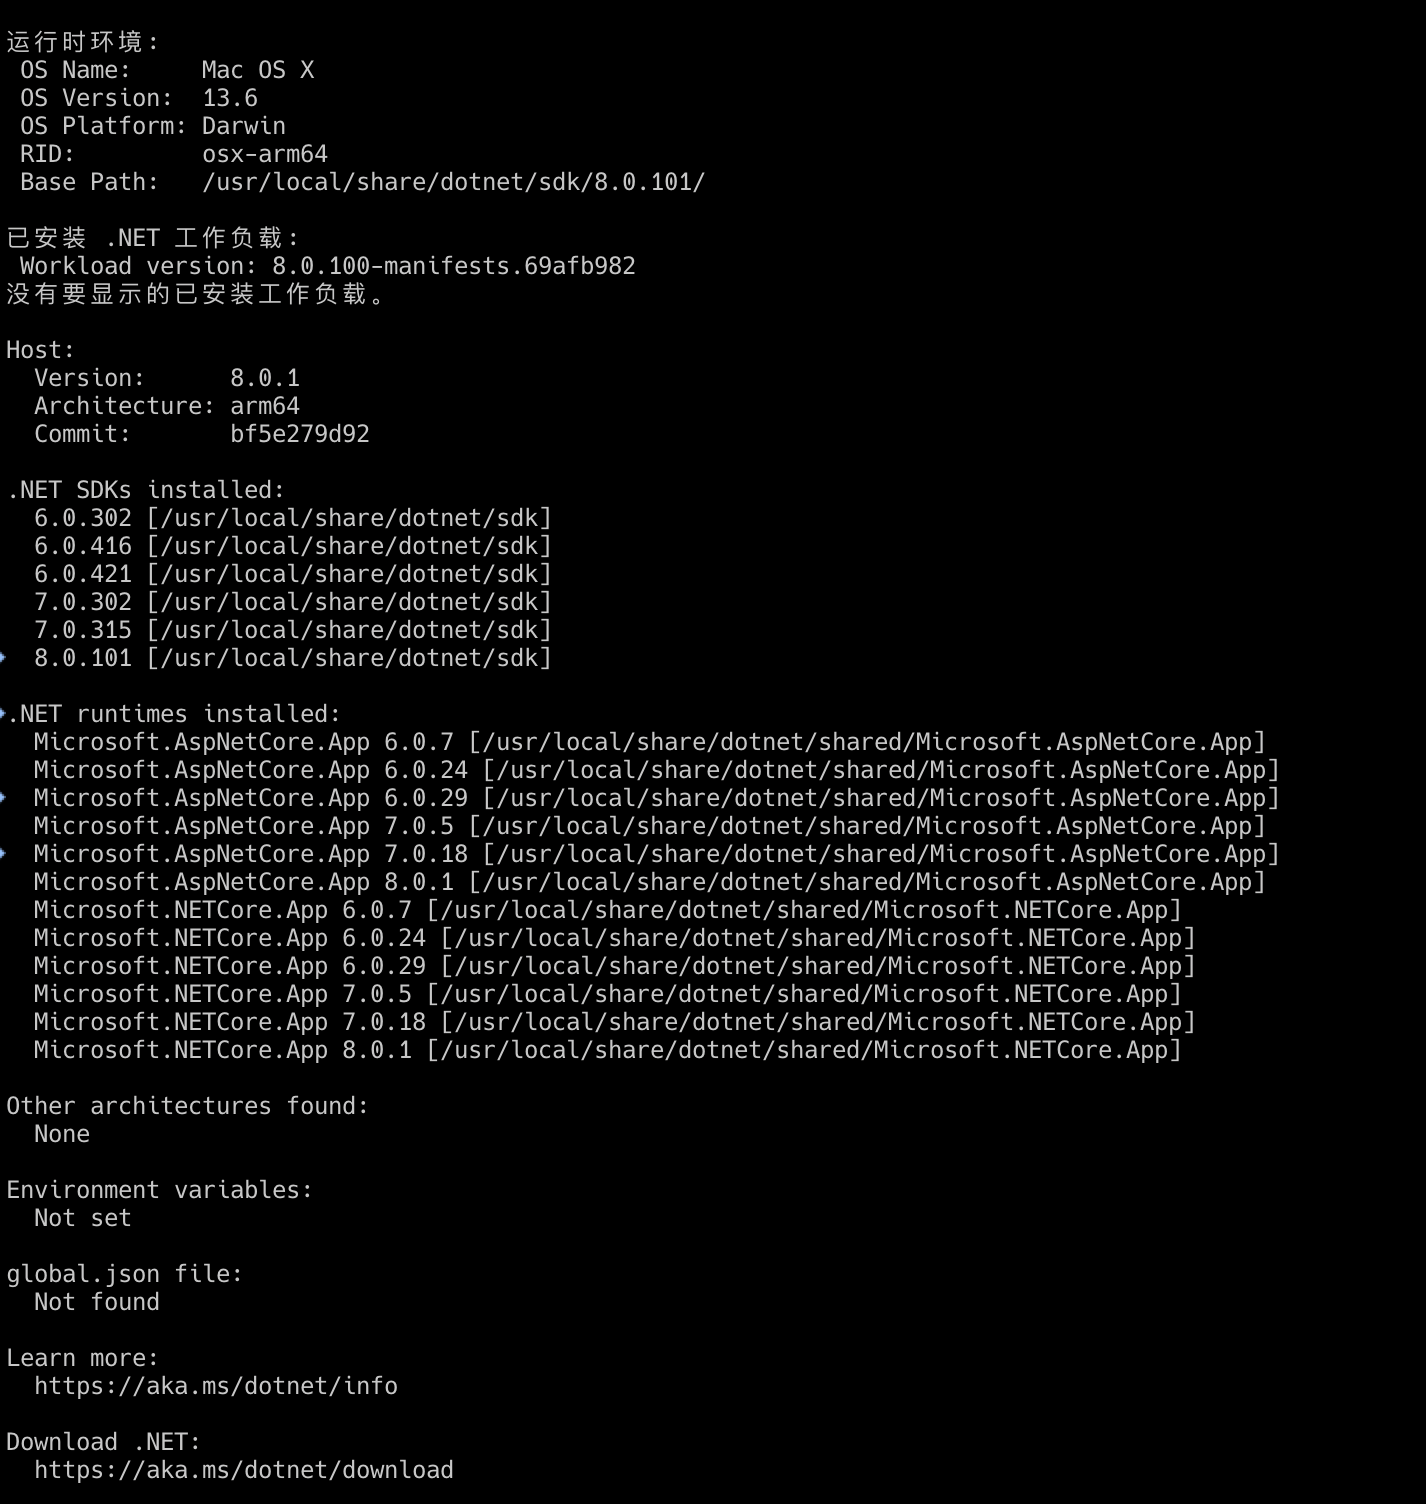 运行时环境:
OS Name:     Mac OS X
OS Version:  13.6
OS Platform: Darwin
RID:         osx-arm64
Base Path:   /usr/local/share/dotnet/sdk/8.0.101/
已安装 .NET 工作负载:
Workload version: 8.0.100-manifests.69afb982
没有要显示的已安装工作负载。
Host:
Version:      8.0.1
Architecture: arm64
Commit:       bf5e279d92
.NET SDKs installed:
6.0.302 [/usr/local/share/dotnet/sdk]
6.0.416 [/usr/local/share/dotnet/sdk]
6.0.421 [/usr/local/share/dotnet/sdk]
7.0.302 [/usr/local/share/dotnet/sdk]
7.0.315 [/usr/local/share/dotnet/sdk]
8.0.101 [/usr/local/share/dotnet/sdk]
.NET runtimes installed:
Microsoft.AspNetCore.App 6.0.7 [/usr/local/share/dotnet/shared/Microsoft.AspNetCore.App]
Microsoft.AspNetCore.App 6.0.24 [/usr/local/share/dotnet/shared/Microsoft.AspNetCore.App]
Microsoft.AspNetCore.App 6.0.29 [/usr/local/share/dotnet/shared/Microsoft.AspNetCore.App]
Microsoft.AspNetCore.App 7.0.5 [/usr/local/share/dotnet/shared/Microsoft.AspNetCore.App]
Microsoft.AspNetCore.App 7.0.18 [/usr/local/share/dotnet/shared/Microsoft.AspNetCore.App]
Microsoft.AspNetCore.App 8.0.1 [/usr/local/share/dotnet/shared/Microsoft.AspNetCore.App]
Microsoft.NETCore.App 6.0.7 [/usr/local/share/dotnet/shared/Microsoft.NETCore.App]
Microsoft.NETCore.App 6.0.24 [/usr/local/share/dotnet/shared/Microsoft.NETCore.App]
Microsoft.NETCore.App 6.0.29 [/usr/local/share/dotnet/shared/Microsoft.NETCore.App]
Microsoft.NETCore.App 7.0.5 [/usr/local/share/dotnet/shared/Microsoft.NETCore.App]
Microsoft.NETCore.App 7.0.18 [/usr/local/share/dotnet/shared/Microsoft.NETCore.App]
Microsoft.NETCore.App 8.0.1 [/usr/local/share/dotnet/shared/Microsoft.NETCore.App]
Other architectures found:
None
Environment variables:
Not set
global.json file:
Not found
Learn more:
https://aka.ms/dotnet/info
Download .NET:
https://aka.ms/dotnet/download